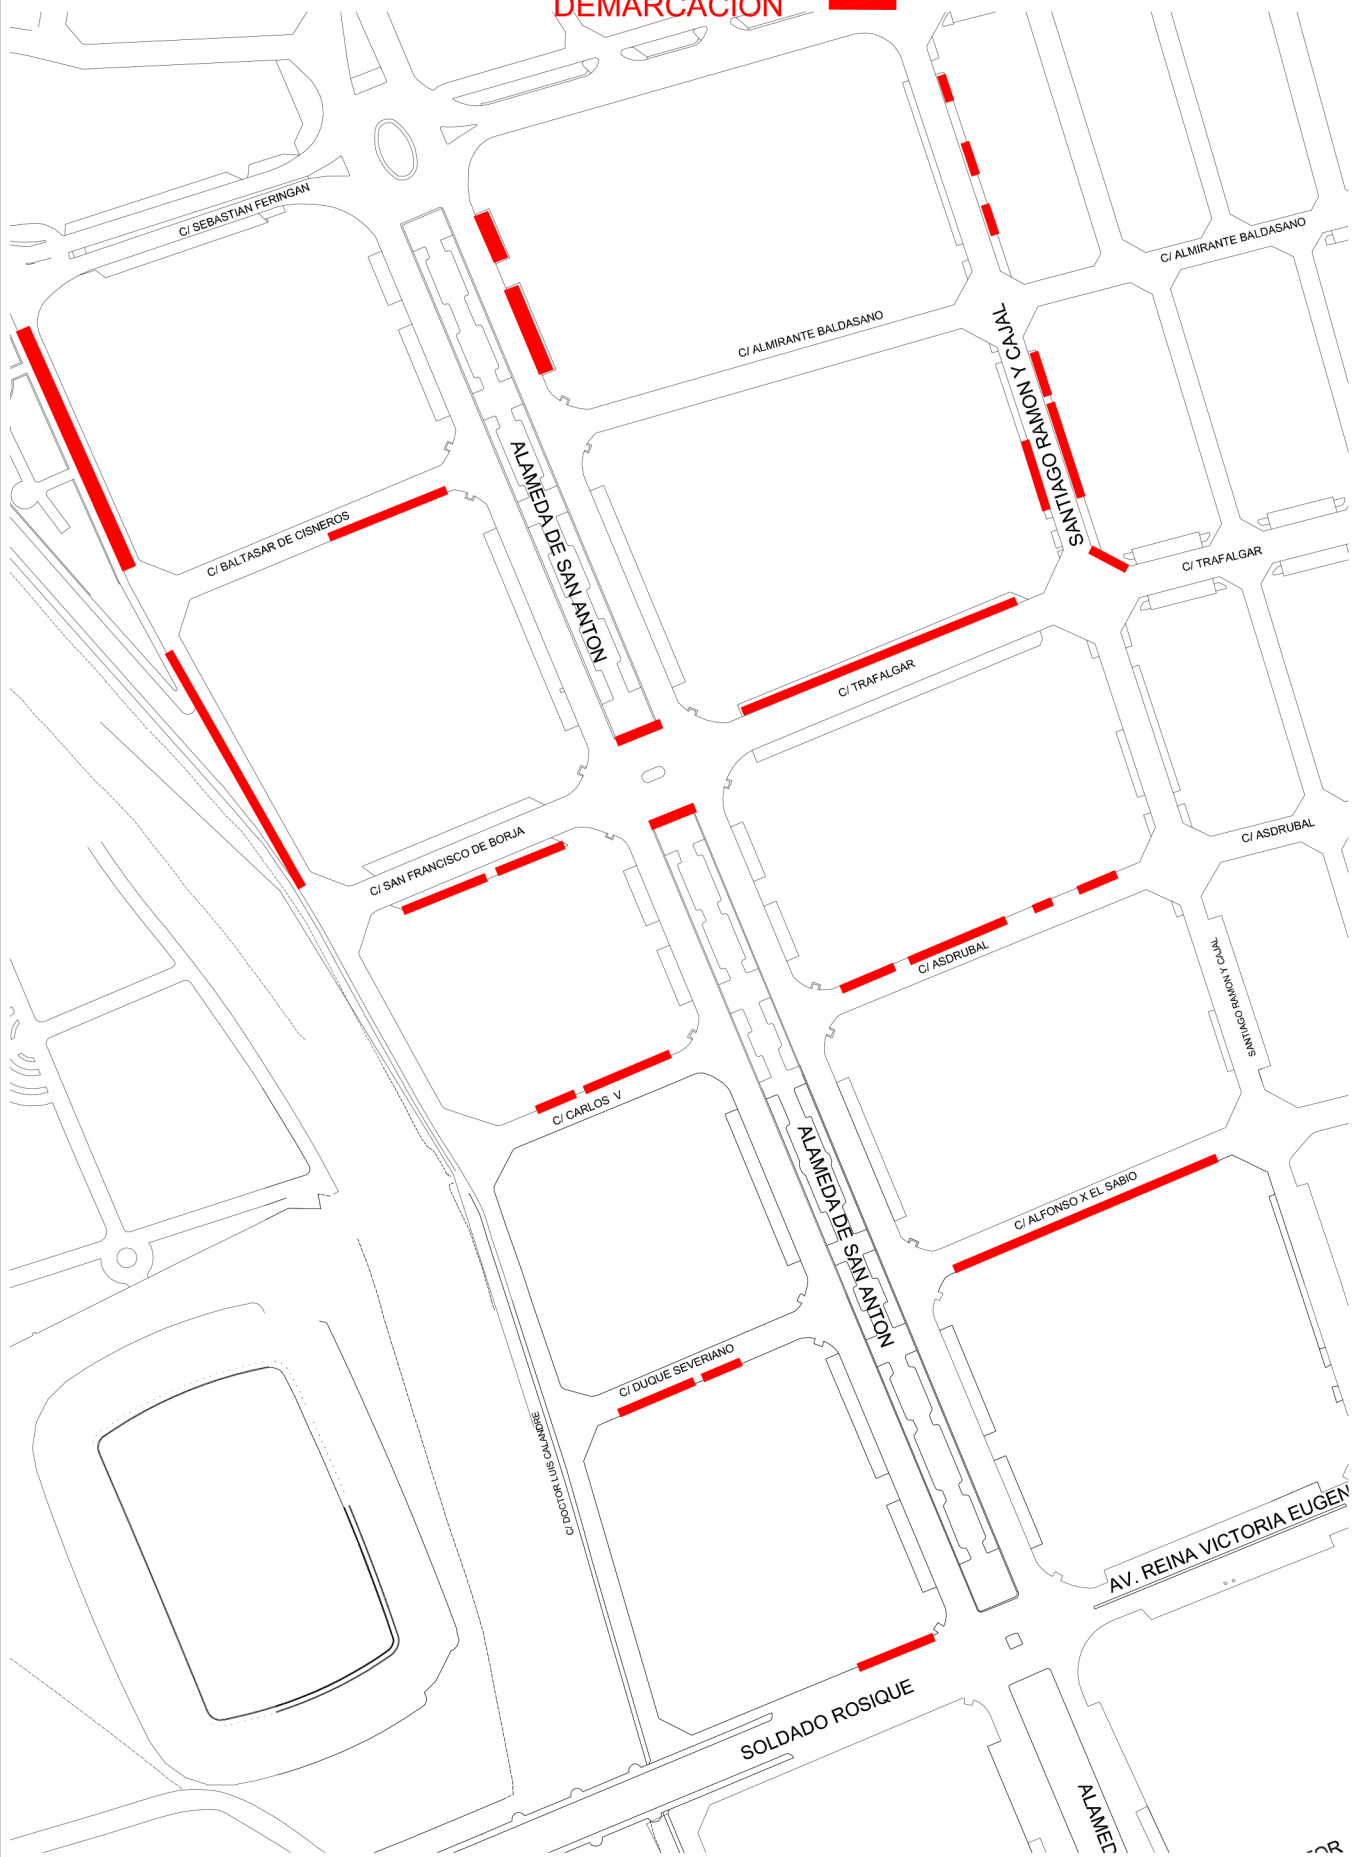 DEMARCACIÓN
C/ SEBASTIAN FERINGAN
C/ ALMIRANTE BALDASANO
C/ ALMIRANTE BALDASANO
SANTIAGO RAMON Y CAJAL
ALAMEDA DE SAN ANTON
C/ BALTASAR DE CISNEROS
C/ TRAFALGAR
C/ TRAFALGAR
C/ SAN FRANCISCO DE BORJA
C/ ASDRUBAL
C/ ASDRUBAL
SANTIAGO RAMON Y CAJAL
C/ CARLOS V
ALAMEDA DE SAN ANTON
C/ ALFONSO X EL SABIO
C/ DUQUE SEVERIANO
C/ DOCTOR LUIS CALANDRE
AV. REINA VICTORIA EUGEN
SOLDADO ROSIQUE
ALAMED